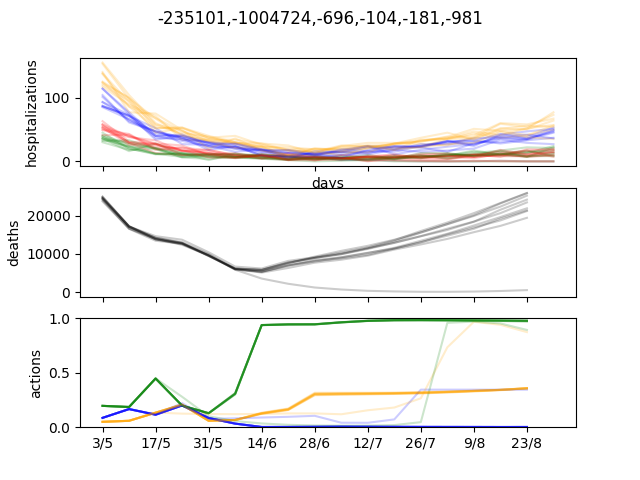 -235101,-1004724,-696,-104,-181,-981
hospitalizations
100
0
days
deaths
20000
10000
0
actions
1.0
0.5
0.0
3/5 17/5 31/5 14/6 28/6 12/7 26/7 9/8 23/8